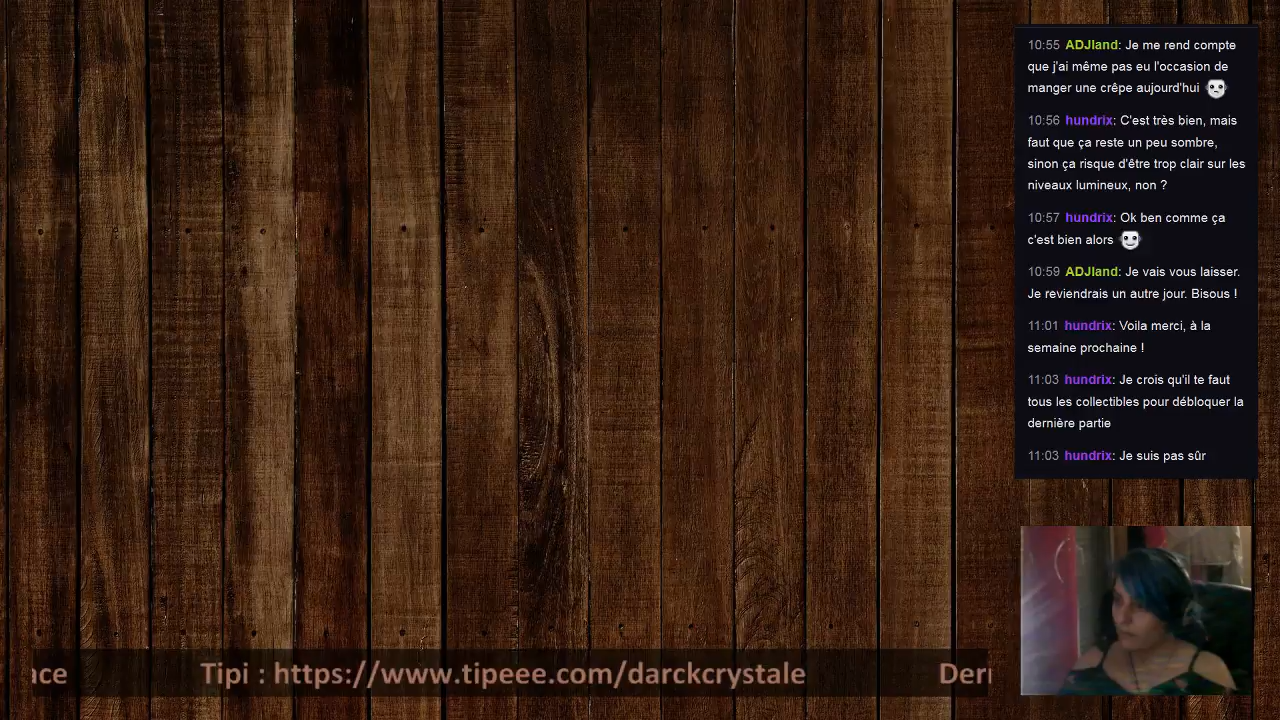 10:55 ADJland: Je me rend compte
que j'ai même pas eu l'occasion de
manger une crêpe aujourd'hui
10:56 hundrix: C'est très bien, mais
faut que ça reste un peu sombre,
sinon ça risque d'être trop clair sur les
niveaux lumineux, non ?
10:57 hundrix: Ok ben comme ça
c'est bien alors
10:59 ADJland: Je vais vous laisser.
Je reviendrais un autre jour. Bisous !
11:01 hundrix: Voila merci, à la
semaine prochaine !
11:03 hundrix: Je crois qu'il te faut
tous les collectibles pour débloquer la
dernière partie
11:03 hundrix: Je suis pas sûr
ace Tipi : https://www.tipeee.com/darckcrystale Der